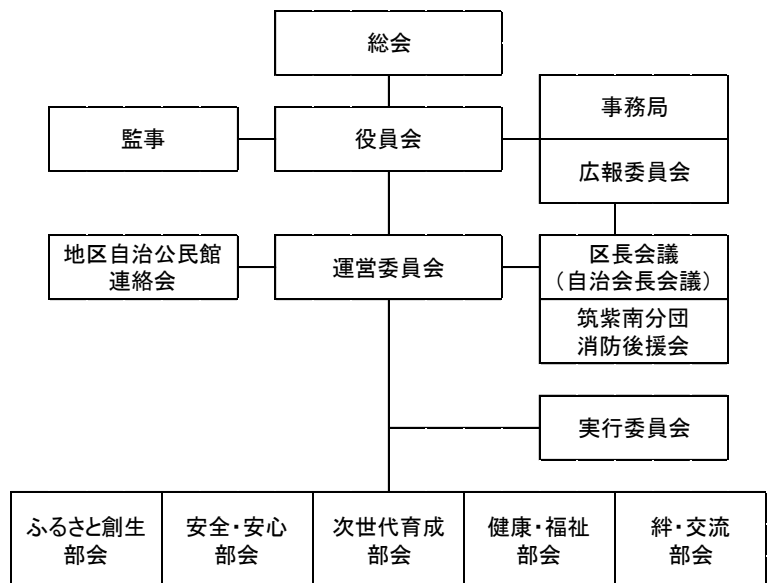 総会
監事
役員会
事務局
広報委員会
地区自治公民館
連絡会
運営委員会
区長会議
(自治会長会議)
筑紫南分団
消防後援会
実行委員会
ふるさと創生
部会
安全・安心
部会
次世代育成
部会
健康・福祉
部会
絆・交流
部会